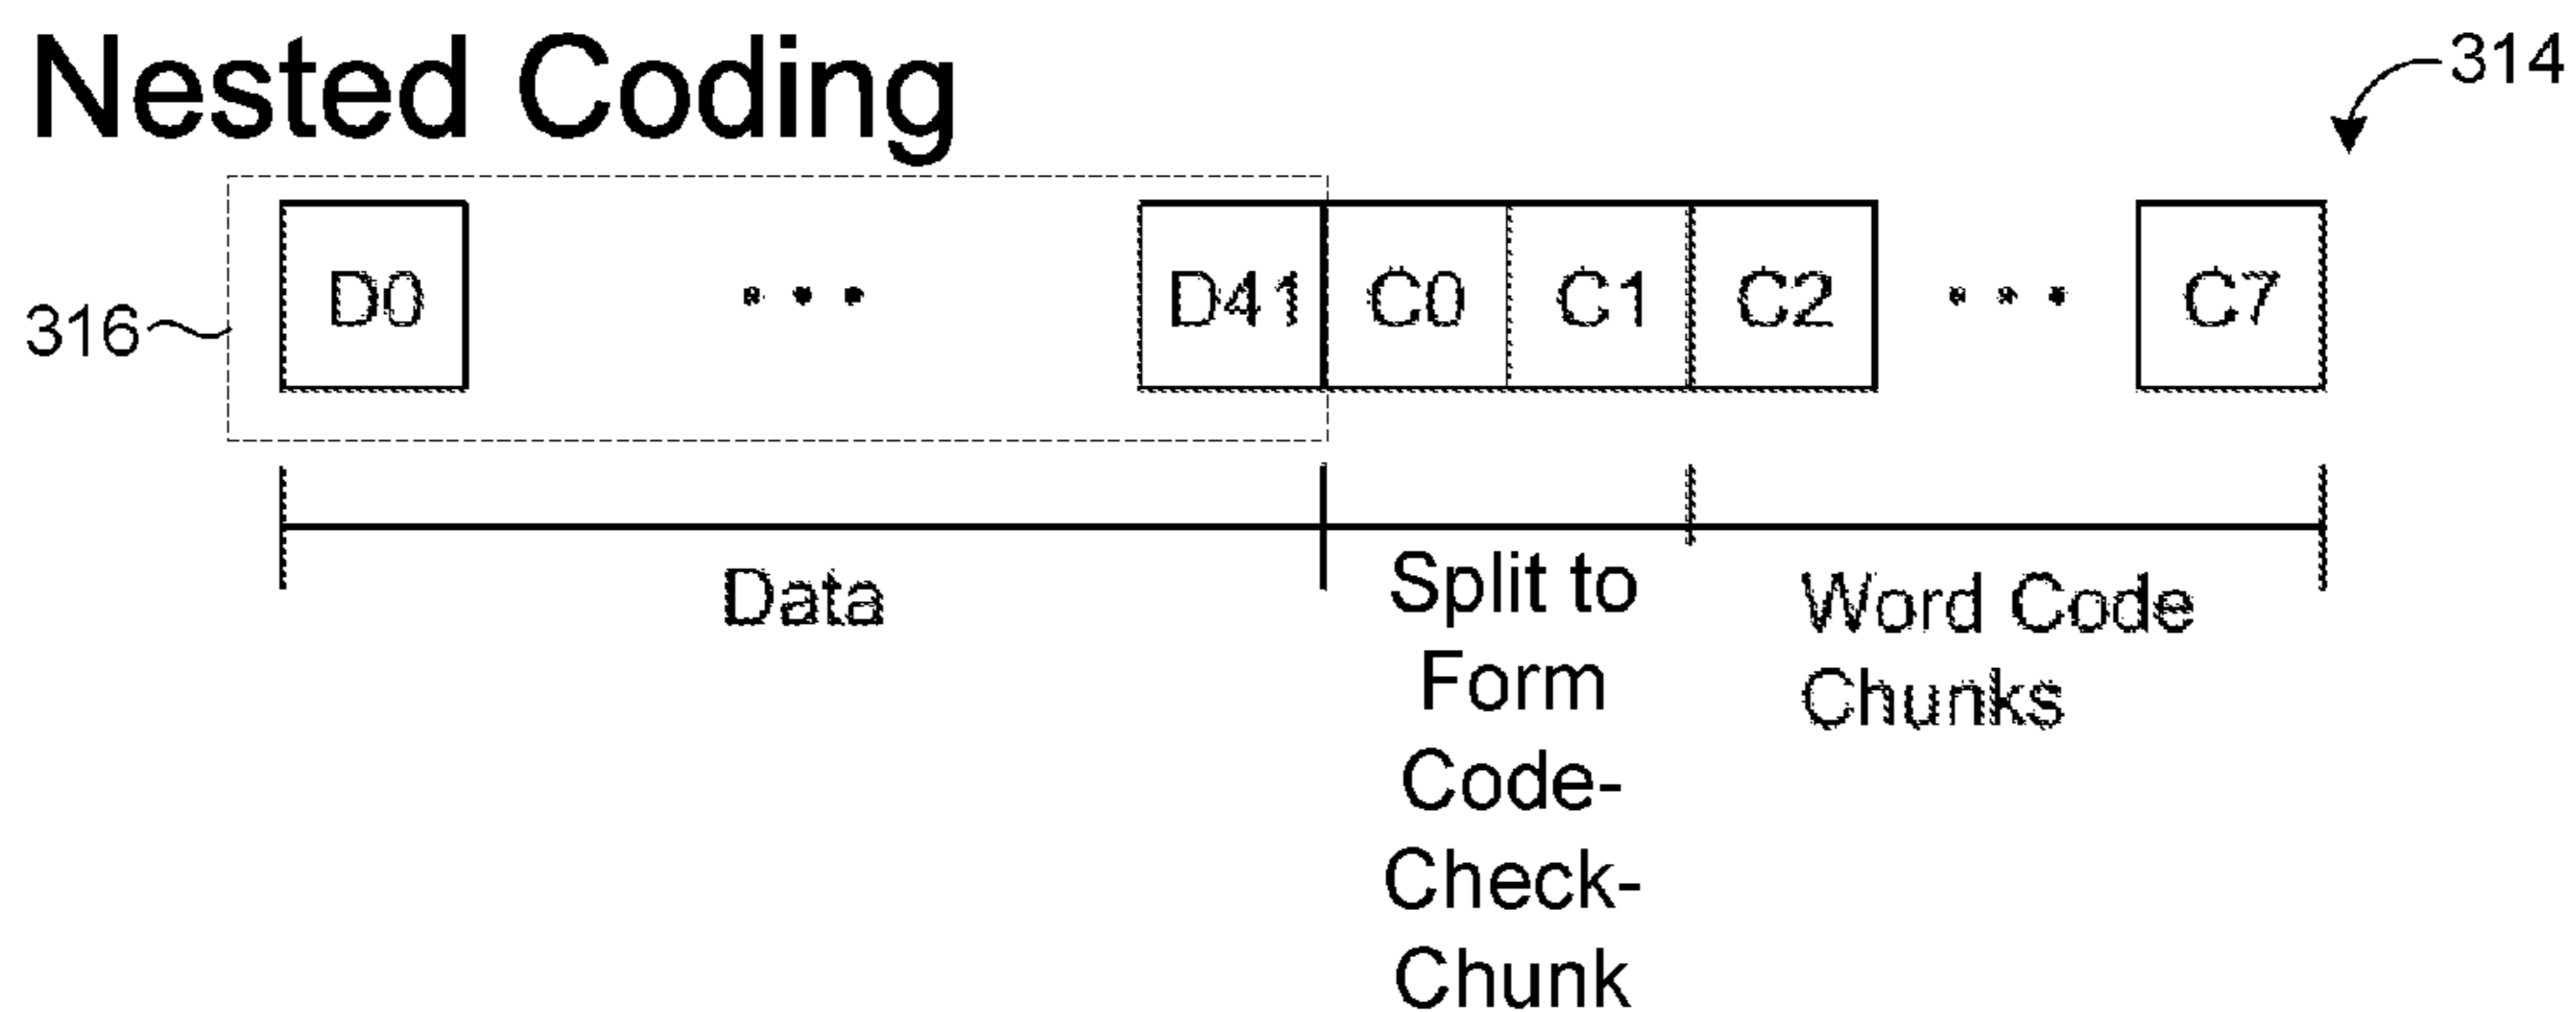 Nested Coding
314
316
D0 ... D41 C0 C1 C2 ... C7
Data
Split to
Form
Code-
Check-
Chunk
Word Code
Chunks